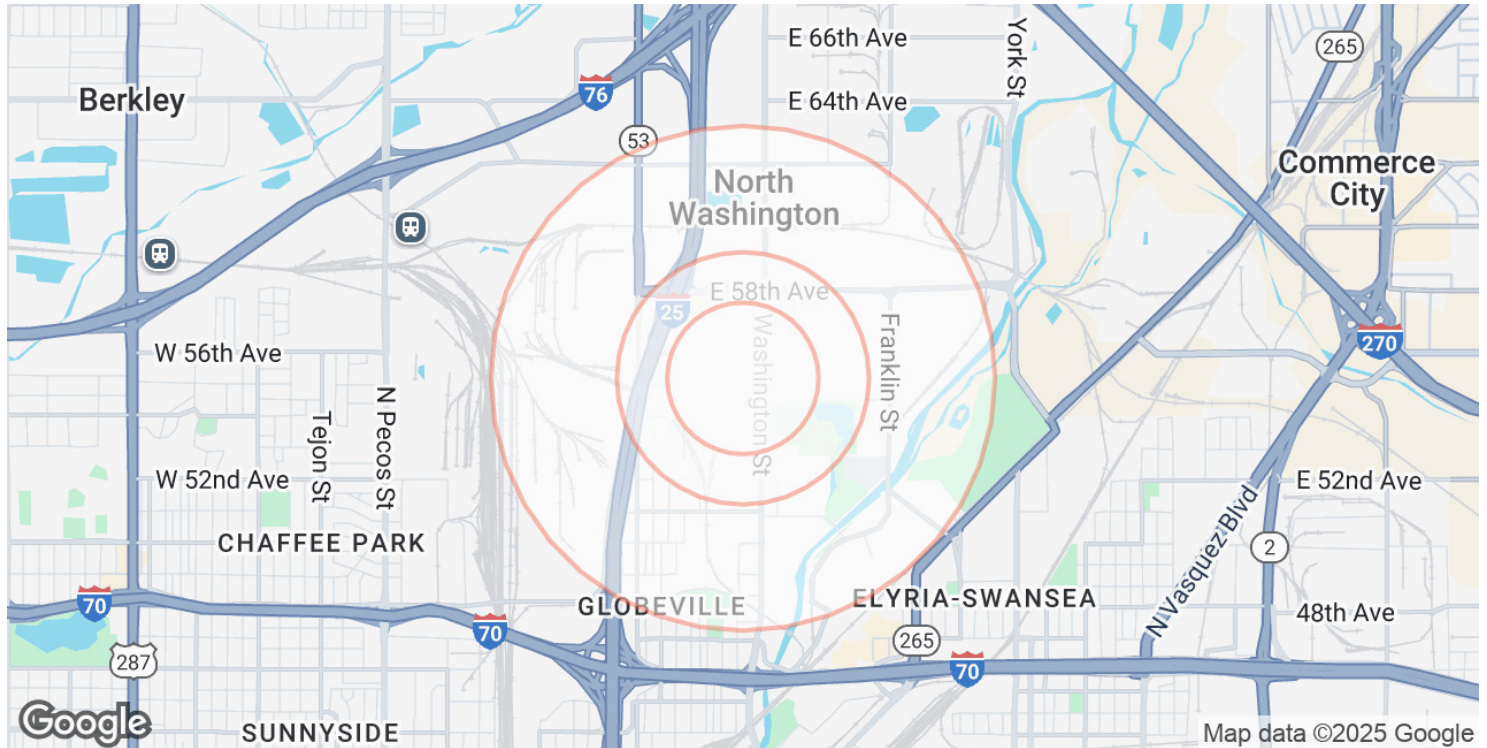 E 66th Ave
York St
265
Berkley
76
E 64th Ave
53
Commerce
City
North
Washington
E 58th Ave
25
Washington St
Franklin St
270
W 56th Ave
N Pecos St
Tejon St
W 52nd Ave
E 52nd Ave
N Vasquez Blvd
CHAFFEE PARK
2
70
GLOBEVILLE
ELYRIA-SWANSEA
48th Ave
70
265
287
70
SUNNYSIDE
Google
Map data ©2025 Google